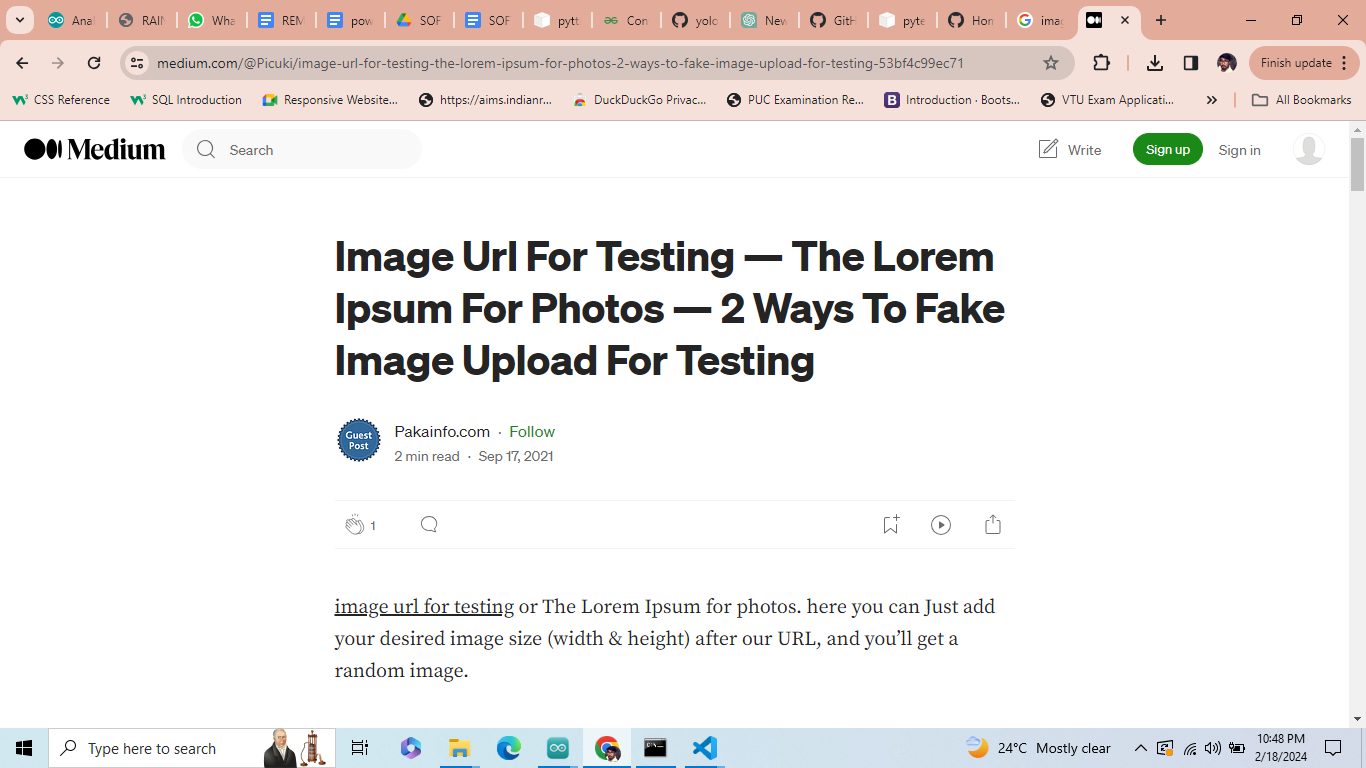 Anal
RAIN
Wha
REM
pow
SOF
SOF
pytt
Con
yolo
New
GitH
pyte
Hon
imag
medium.com/@Picuki/image-url-for-testing-the-lorem-ipsum-for-photos-2-ways-to-fake-image-upload-for-testing-53bf4c99ec71
Finish update
CSS Reference
SQL Introduction
Responsive Website...
https://aims.indianr...
DuckDuckGo Privac...
PUC Examination Re...
Introduction · Boots...
VTU Exam Applicati...
All Bookmarks
Medium
Search
Write
Sign up
Sign in
Image Url For Testing — The Lorem
Ipsum For Photos — 2 Ways To Fake
Image Upload For Testing
Guest
Post
Pakainfo.com · Follow
2 min read · Sep 17, 2021
1
image url for testing or The Lorem Ipsum for photos. here you can Just add
your desired image size (width & height) after our URL, and you’ll get a
random image.
Type here to search
24°C Mostly clear
10:48 PM
2/18/2024